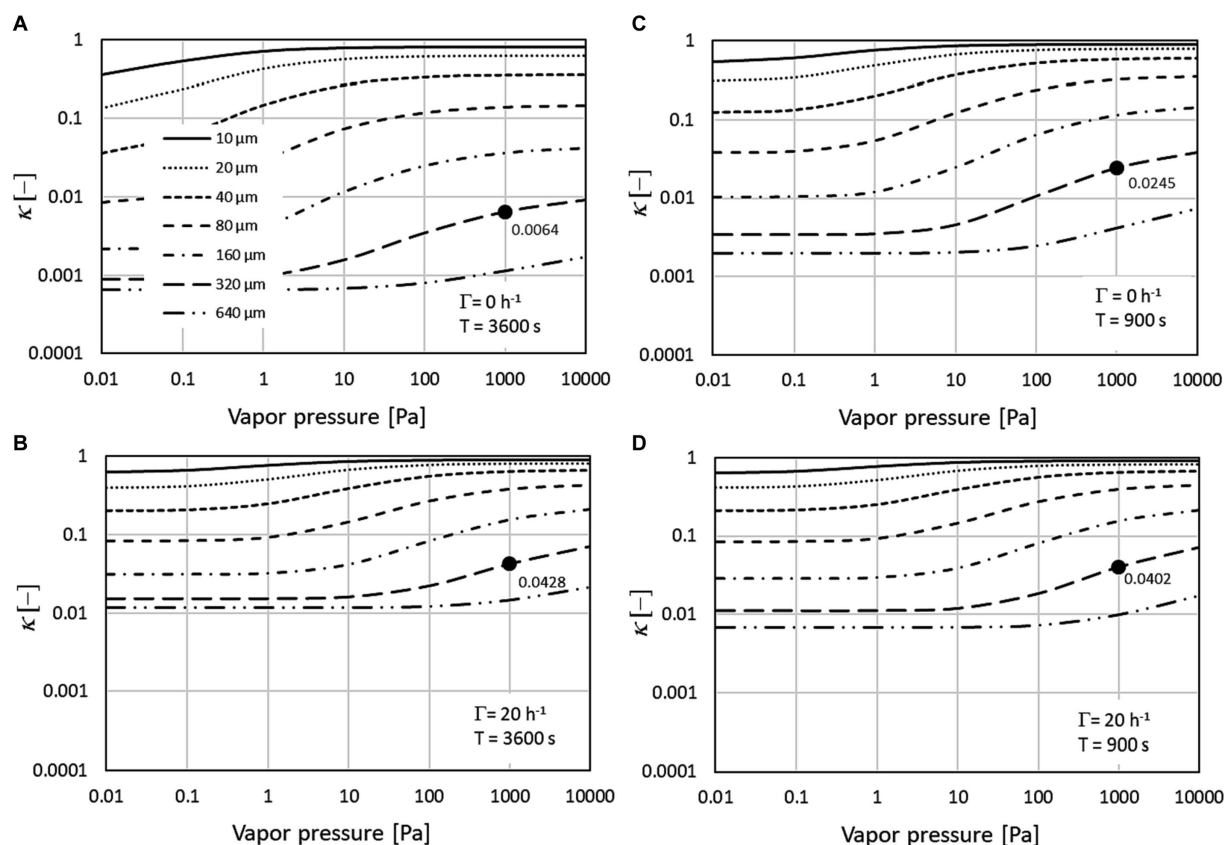 A
1
0.1
0.01
0.001
0.0001
κ [–]
10 μm
20 μm
40 μm
80 μm
160 μm
320 μm
640 μm
0.0064
Γ = 0 h⁻¹
T = 3600 s
0.01 0.1 1 10 100 1000 10000
Vapor pressure [Pa]
C
1
0.1
0.01
0.001
0.0001
κ [–]
0.0245
Γ = 0 h⁻¹
T = 900 s
0.01 0.1 1 10 100 1000 10000
Vapor pressure [Pa]
B
1
0.1
0.01
0.001
0.0001
κ [–]
0.0428
Γ = 20 h⁻¹
T = 3600 s
0.01 0.1 1 10 100 1000 10000
Vapor pressure [Pa]
D
1
0.1
0.01
0.001
0.0001
κ [–]
0.0402
Γ = 20 h⁻¹
T = 900 s
0.01 0.1 1 10 100 1000 10000
Vapor pressure [Pa]